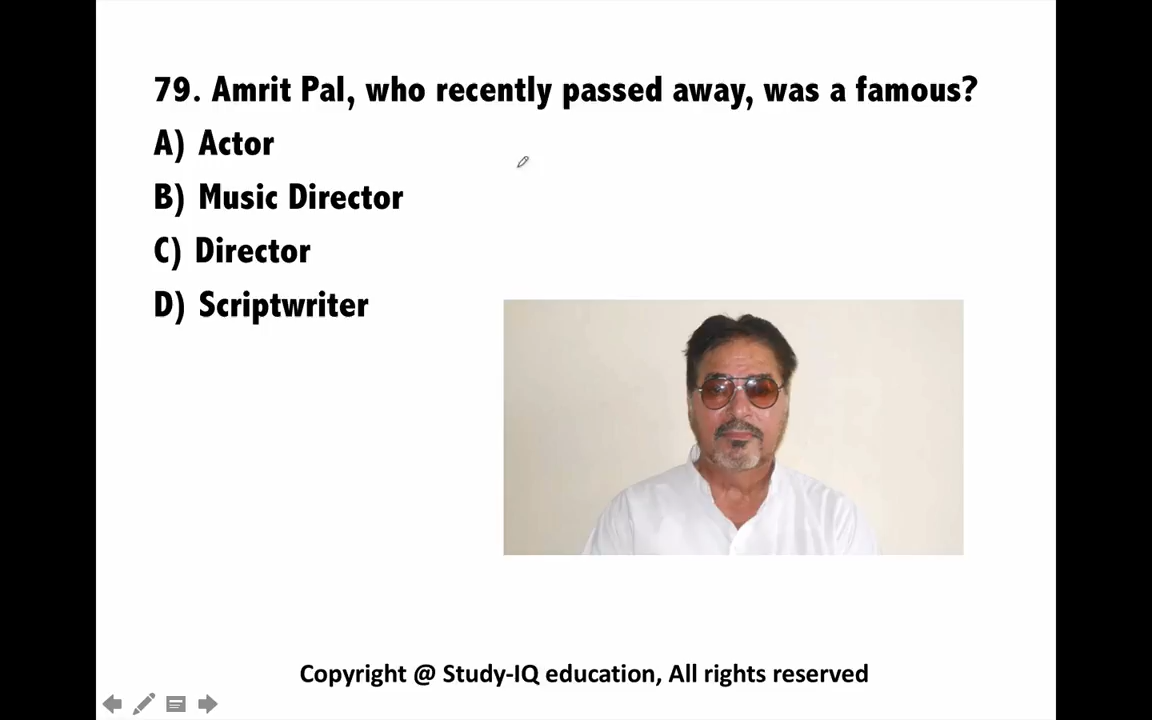 79. Amrit Pal, who recently passed away, was a famous?
A) Actor
B) Music Director
C) Director
D) Scriptwriter
Copyright @ Study-IQ education, All rights reserved